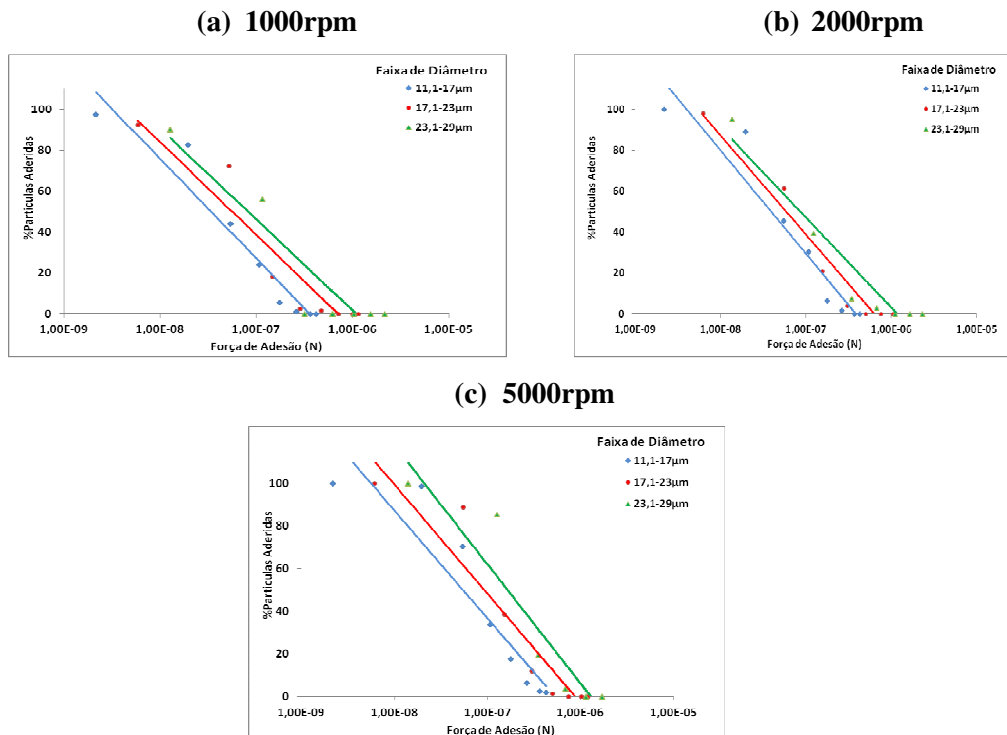 (a) 1000rpm
Faixa de Diâmetro
11,1-17µm
17,1-23µm
23,1-29µm
%Particulas Aderidas
100
80
60
40
20
0
1,00E-09 1,00E-08 1,00E-07 1,00E-06 1,00E-05
Força de Adesão (N)
(b) 2000rpm
Faixa de Diâmetro
11,1-17µm
17,1-23µm
23,1-29µm
%Particulas Aderidas
100
80
60
40
20
0
1,00E-09 1,00E-08 1,00E-07 1,00E-06 1,00E-05
Força de Adesão (N)
(c) 5000rpm
Faixa de Diâmetro
11,1-17µm
17,1-23µm
23,1-29µm
%Particulas Aderidas
100
80
60
40
20
0
1,00E-09 1,00E-08 1,00E-07 1,00E-06 1,00E-05
Força de Adesão (N)